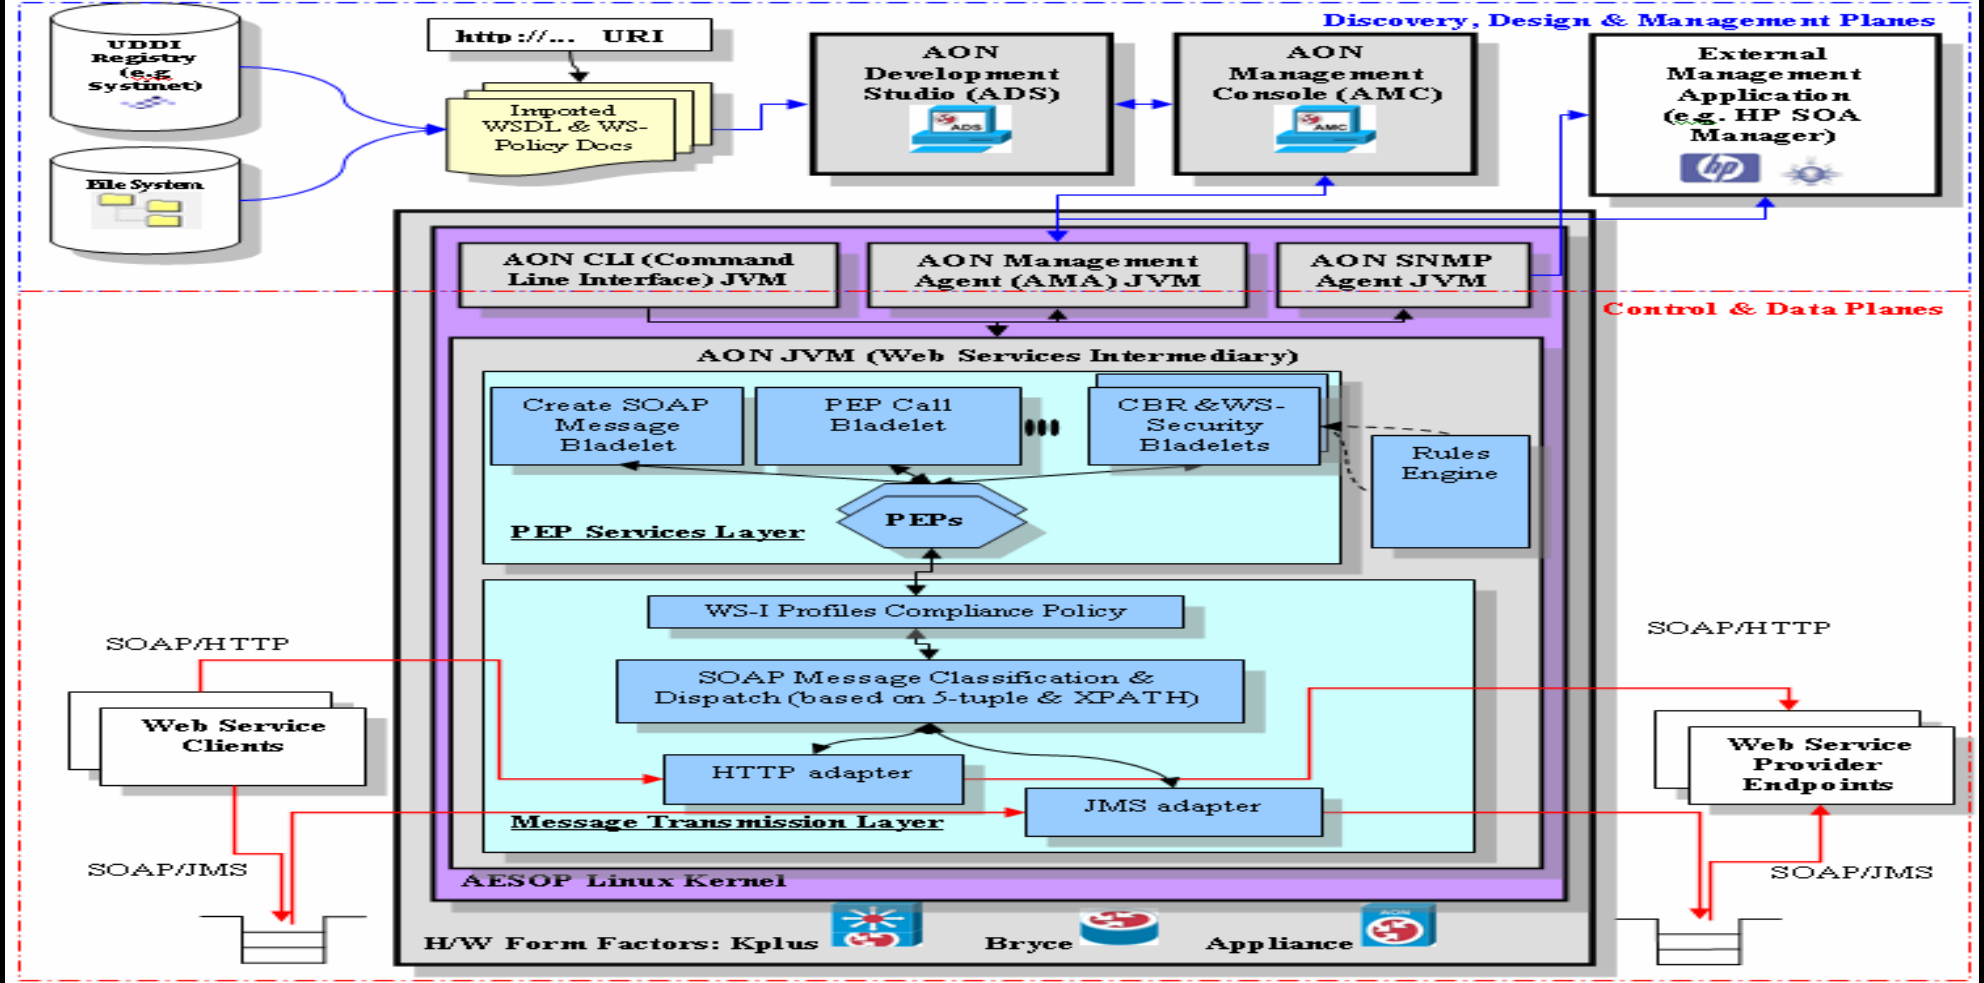 Discovery, Design & Management Planes
UDDI
Registry
(e.g
Systinet)
http://... URI
Imported
WSDL & WS-
Policy Docs
File System
AON
Development
Studio (ADS)
ADS
AON
Management
Console (AMC)
AMC
External
Management
Application
(e.g. HP SOA
Manager)
hp
AON CLI (Command
Line Interface) JVM
AON Management
Agent (AMA) JVM
AON SNMP
Agent JVM
Control & Data Planes
AON JVM (Web Services Intermediary)
Create SOAP
Message
Bladelet
PEP Call
Bladelet
CBR & WS-
Security
Bladelets
Rules
Engine
PEPs
PEP Services Layer
WS-I Profiles Compliance Policy
SOAP Message Classification &
Dispatch (based on 5-tuple & XPATH)
HTTP adapter
JMS adapter
Message Transmission Layer
SOAP/HTTP
Web Service
Clients
SOAP/JMS
SOAP/HTTP
Web Service
Provider
Endpoints
SOAP/JMS
AESOP Linux Kernel
H/W Form Factors: Kplus
Bryce
Appliance
AON